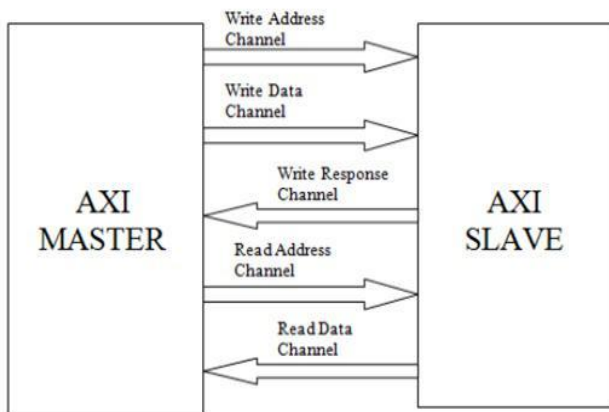 Write Address
Channel
Write Data
Channel
Write Response
Channel
AXI
MASTER
AXI
SLAVE
Read Address
Channel
Read Data
Channel